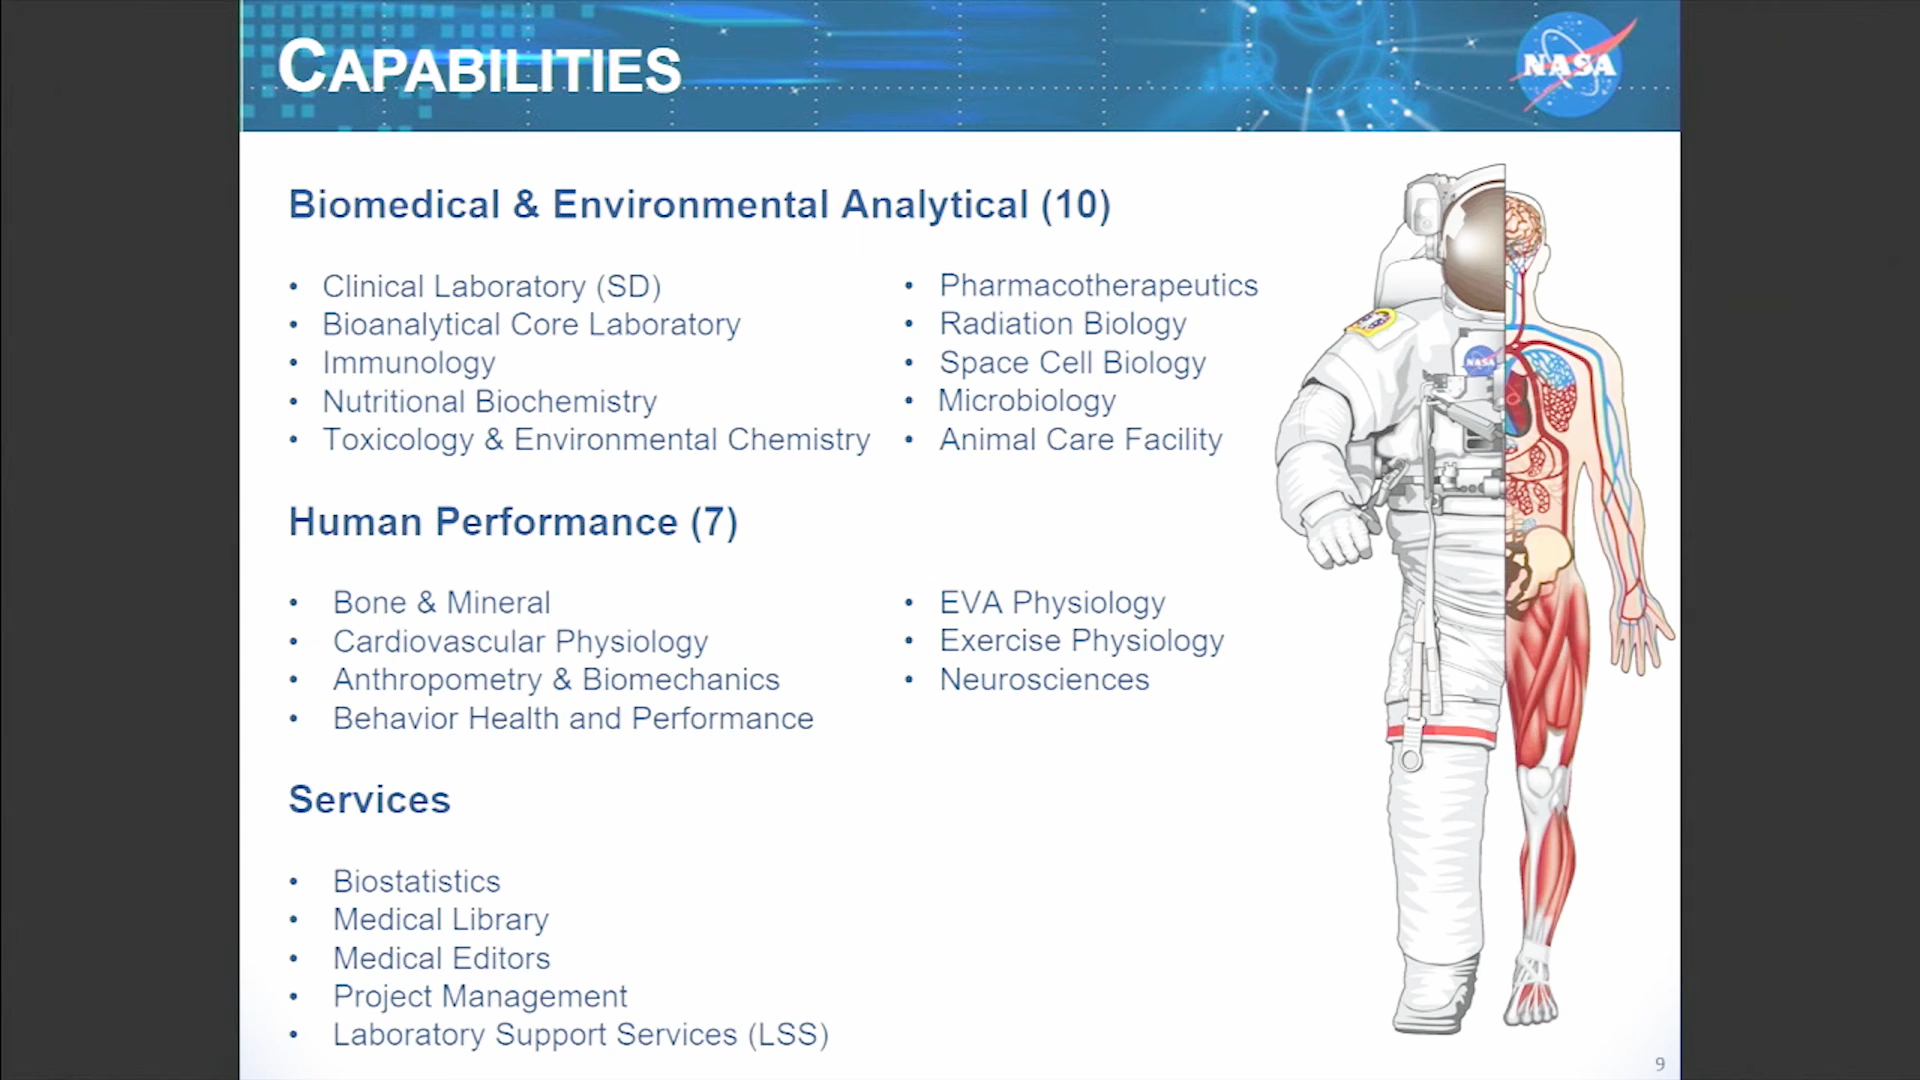 CAPABILITIES
NASA
Biomedical & Environmental Analytical (10)
• Clinical Laboratory (SD)
• Bioanalytical Core Laboratory
• Immunology
• Nutritional Biochemistry
• Toxicology & Environmental Chemistry
• Pharmacotherapeutics
• Radiation Biology
• Space Cell Biology
• Microbiology
• Animal Care Facility
NASA
Human Performance (7)
• Bone & Mineral
• Cardiovascular Physiology
• Anthropometry & Biomechanics
• Behavior Health and Performance
• EVA Physiology
• Exercise Physiology
• Neurosciences
Services
• Biostatistics
• Medical Library
• Medical Editors
• Project Management
• Laboratory Support Services (LSS)
9